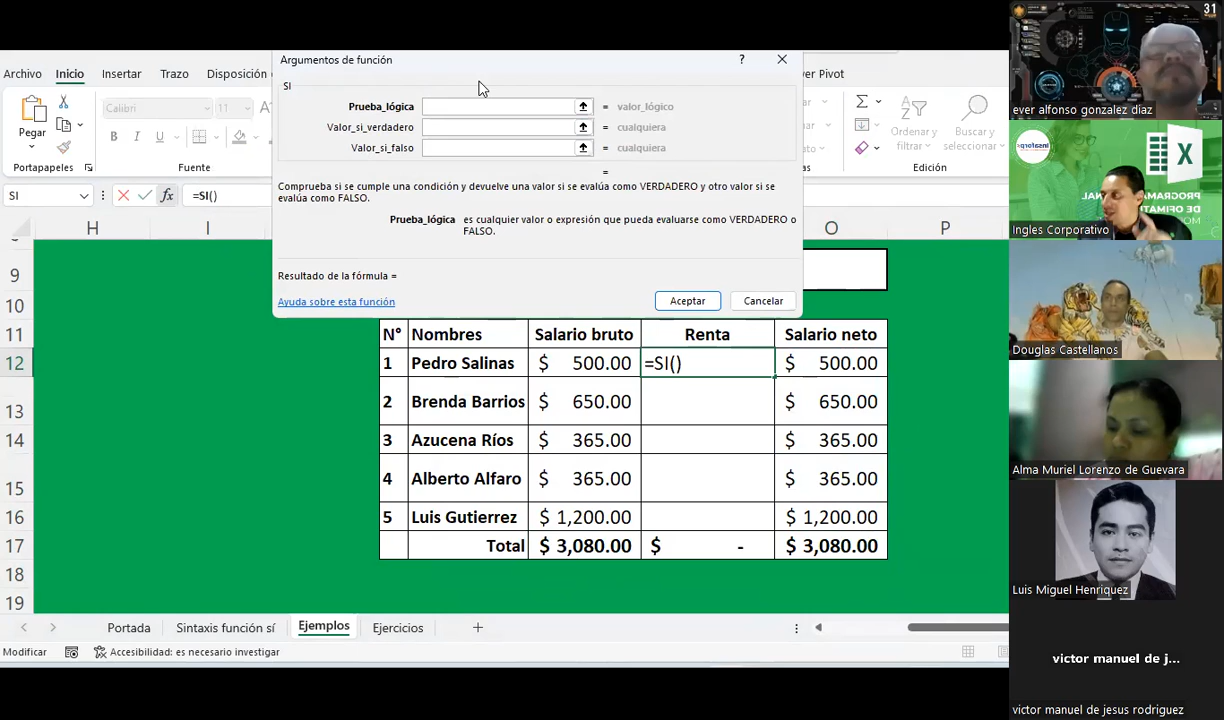 Argumentos de función
?
SI
Prueba_lógica
= valor_lógico
Valor_si_verdadero
= cualquiera
Valor_si_falso
= cualquiera
=
Comprueba si se cumple una condición y devuelve una valor si se evalúa como VERDADERO y otro valor si se
evalúa como FALSO.
Prueba_lógica es cualquier valor o expresión que pueda evaluarse como VERDADERO o
FALSO.
Resultado de la fórmula =
Ayuda sobre esta función
Aceptar
Cancelar
Archivo Inicio Insertar Trazo Disposición
er Pivot
Pegar
Portapapeles
Calibri 11
N K S
Fuente
Ordenar y
filtrar
Buscar y
seleccionar
Edición
SI
fx =SI()
H I O P
9
10
11 N° Nombres Salario bruto Renta Salario neto
12 1 Pedro Salinas $ 500.00 =SI() $ 500.00
13 2 Brenda Barrios $ 650.00 $ 650.00
14 3 Azucena Ríos $ 365.00 $ 365.00
15 4 Alberto Alfaro $ 365.00 $ 365.00
16 5 Luis Gutierrez $ 1,200.00 $ 1,200.00
17 Total $ 3,080.00 $ - $ 3,080.00
18
19
Portada Sintaxis función sí Ejemplos Ejercicios
Modificar Accesibilidad: es necesario investigar
31
ever alfonso gonzalez diaz
insaforp
X
PROGRAMA
DE OFIMÁT
Ingles Corporativo
Douglas Castellanos
Alma Muriel Lorenzo de Guevara
Luis Miguel Henriquez
victor manuel de j...
victor manuel de jesus rodriguez